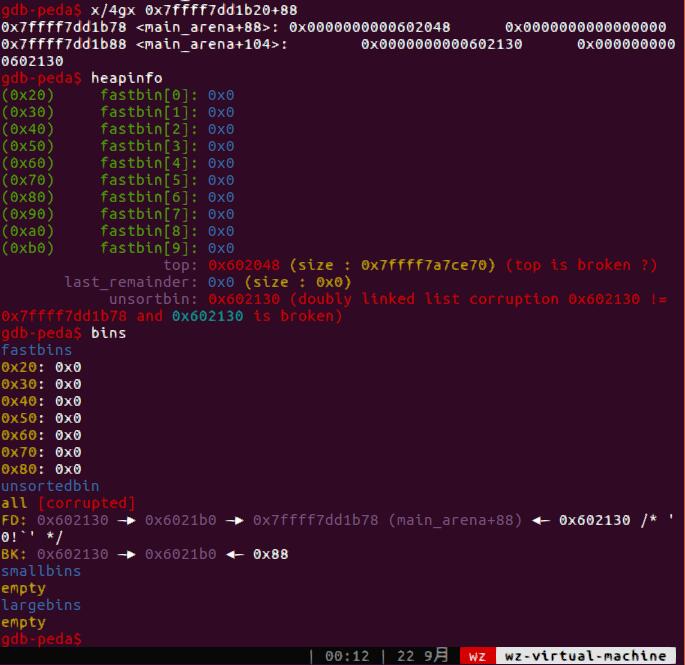 gdb-peda$ x/4gx 0x7ffff7dd1b20+88
0x7ffff7dd1b78 <main_arena+88>: 0x0000000000602048 0x0000000000000000
0x7ffff7dd1b88 <main_arena+104>: 0x0000000000602130 0x000000000
0602130
gdb-peda$ heapinfo
(0x20) fastbin[0]: 0x0
(0x30) fastbin[1]: 0x0
(0x40) fastbin[2]: 0x0
(0x50) fastbin[3]: 0x0
(0x60) fastbin[4]: 0x0
(0x70) fastbin[5]: 0x0
(0x80) fastbin[6]: 0x0
(0x90) fastbin[7]: 0x0
(0xa0) fastbin[8]: 0x0
(0xb0) fastbin[9]: 0x0
top: 0x602048 (size : 0x7ffff7a7ce70) (top is broken ?)
last_remainder: 0x0 (size : 0x0)
unsortbin: 0x602130 (doubly linked list corruption 0x602130 !=
0x7ffff7dd1b78 and 0x602130 is broken)
gdb-peda$ bins
fastbins
0x20: 0x0
0x30: 0x0
0x40: 0x0
0x50: 0x0
0x60: 0x0
0x70: 0x0
0x80: 0x0
unsortedbin
all [corrupted]
FD: 0x602130 —▸ 0x6021b0 —▸ 0x7ffff7dd1b78 (main_arena+88) ◂— 0x602130 /* '
0!`' */
BK: 0x602130 —▸ 0x6021b0 ◂— 0x88
smallbins
empty
largebins
empty
gdb-peda$
| 00:12 | 22 9月 wz wz-virtual-machine